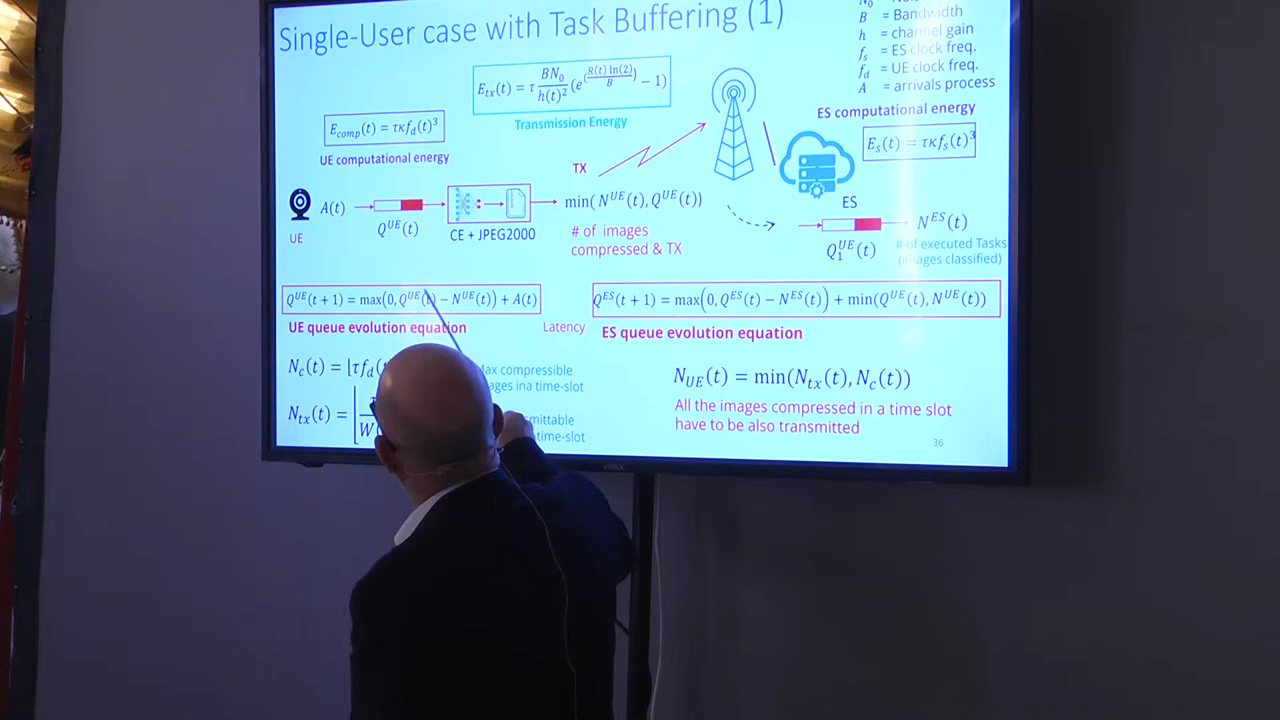 Single-User case with Task Buffering (1)
B = Bandwidth
h = channel gain
f_s = ES clock freq.
f_d = UE clock freq.
A = arrivals process
E_tx(t) = τ BN_0/h(t)^2 (e^(R(t) ln(2)/B) − 1)
Transmission Energy
E_comp(t) = τκf_d(t)^3
UE computational energy
ES computational energy
E_s(t) = τκf_s(t)^3
TX
UE
A(t)
Q^UE(t)
CE + JPEG2000
min(N^UE(t), Q^UE(t))
# of images
compressed & TX
ES
Q_1^UE(t)
N^ES(t)
# of executed Tasks
(images classified)
Q^UE(t + 1) = max(0, Q^UE(t) − N^UE(t)) + A(t)
UE queue evolution equation
Latency
Q^ES(t + 1) = max(0, Q^ES(t) − N^ES(t)) + min(Q^UE(t), N^UE(t))
ES queue evolution equation
N_c(t) = ⌊τf_d(
compressible
in a time-slot
N_tx(t) =
time-slot
N_UE(t) = min(N_tx(t), N_c(t))
All the images compressed in a time slot
have to be also transmitted
36
VIVAX